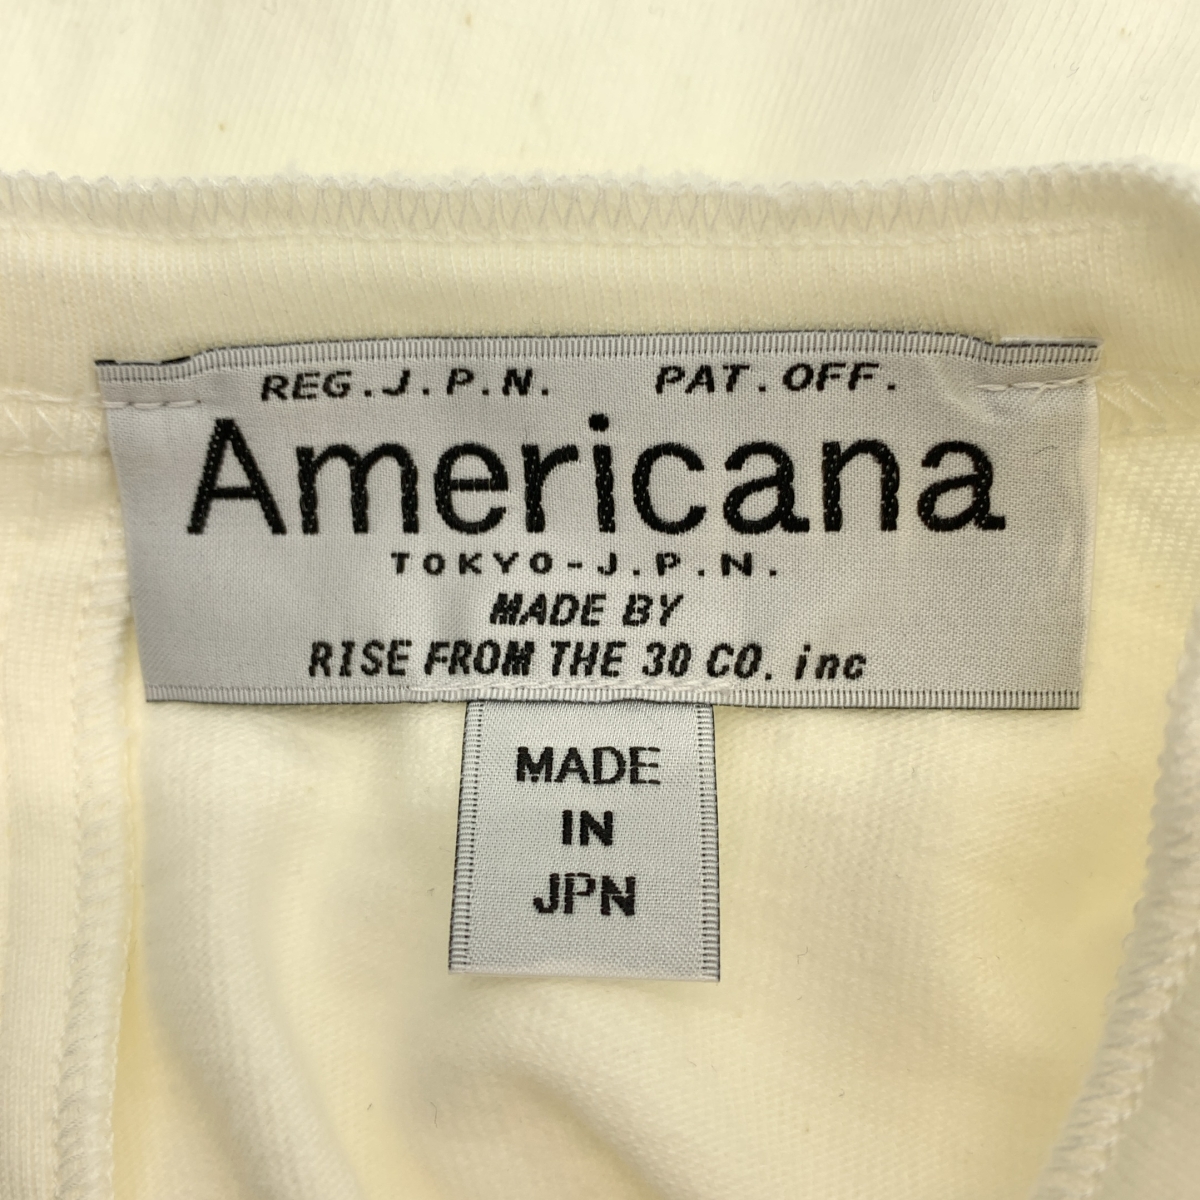 REG.J.P.N. PAT.OFF.
Americana
TOKYO-J.P.N.
MADE BY
RISE FROM THE 30 CO. inc
MADE
IN
JPN